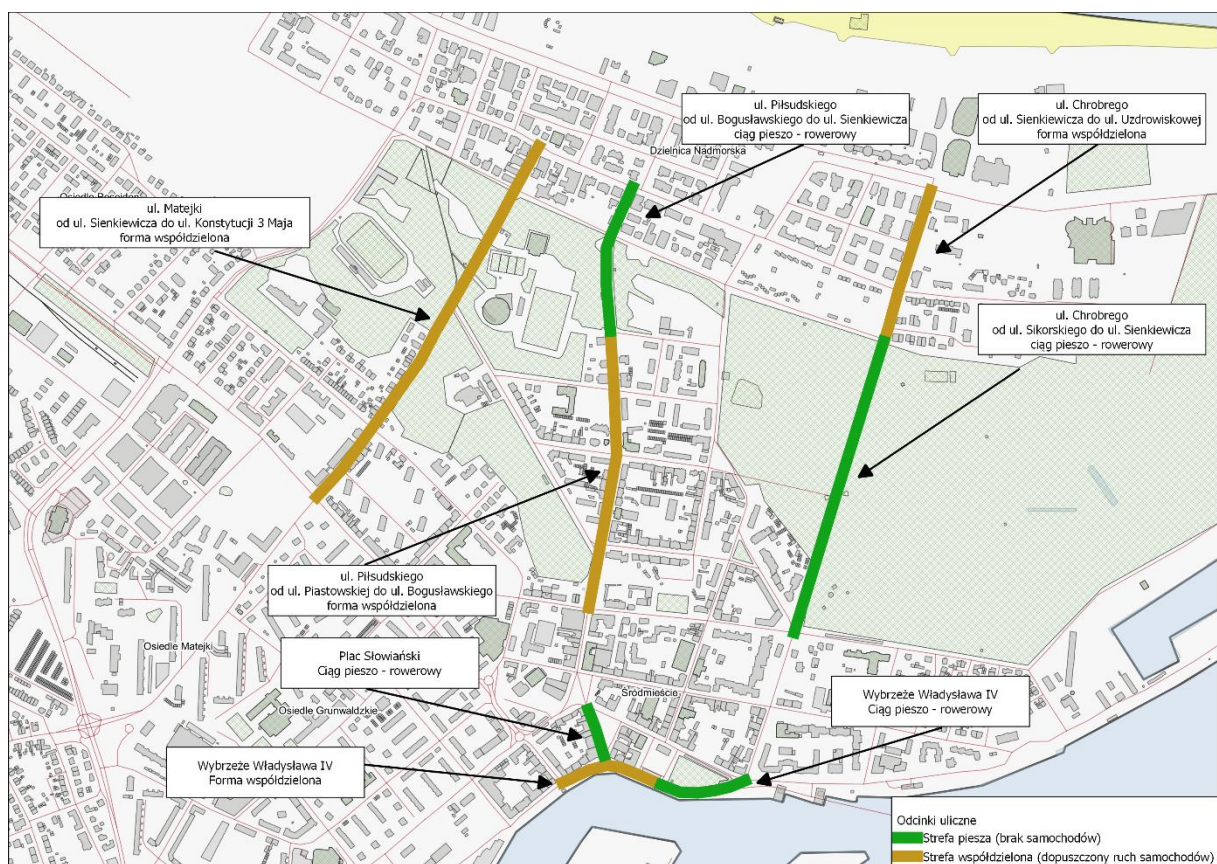 ul. Piłsudskiego
od ul. Bogusławskiego do ul. Sienkiewicza
ciąg pieszo - rowerowy
ul. Chrobrego
od ul. Sienkiewicza do ul. Uzdrowiskowej
forma współdzielona
Dzielnica Nadmorska
ul. Matejki
od ul. Sienkiewicza do ul. Konstytucji 3 Maja
forma współdzielona
ul. Chrobrego
od ul. Sikorskiego do ul. Sienkiewicza
ciąg pieszo - rowerowy
ul. Piłsudskiego
od ul. Piastowskiej do ul. Bogusławskiego
forma współdzielona
Osiedle Matejki
Plac Słowiański
Ciąg pieszo - rowerowy
Śródmieście
Osiedle Grunwaldzkie
Wybrzeże Władysława IV
Ciąg pieszo - rowerowy
Wybrzeże Władysława IV
Forma współdzielona
Odcinki uliczne
Strefa piesza (brak samochodów)
Strefa współdzielona (dopuszczony ruch samochodów)